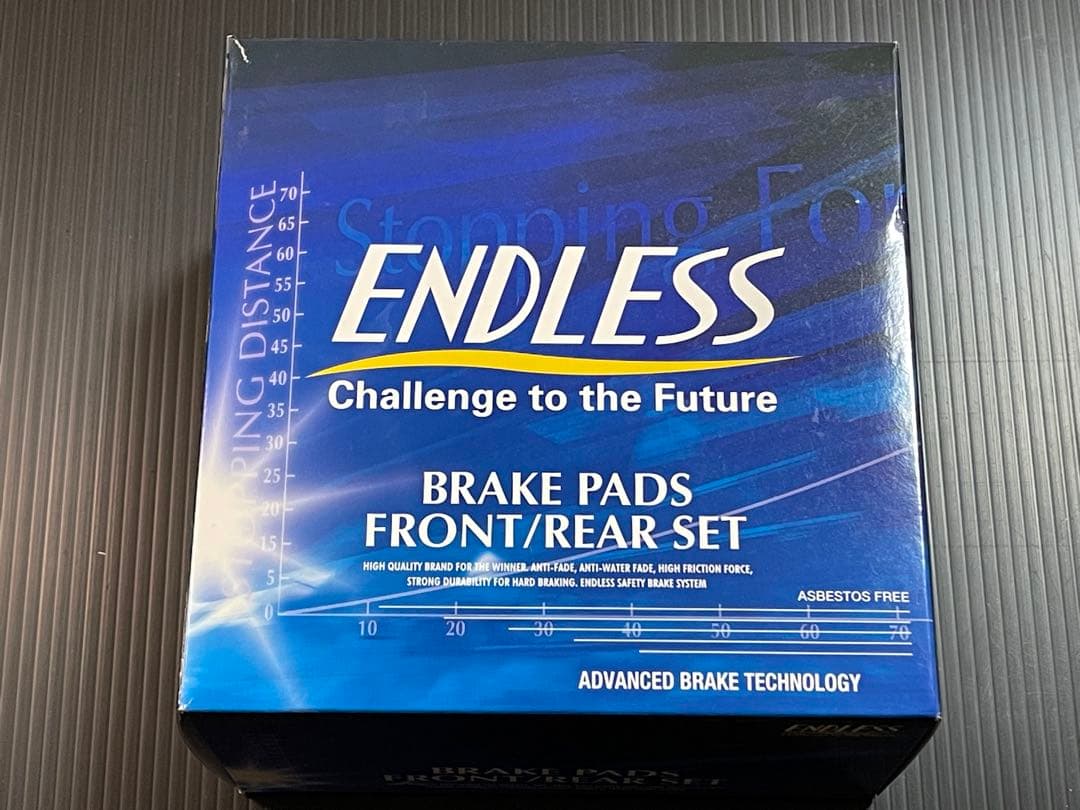 Stopping For
STOPPING DISTANCE
70
65
60
55
50
45
40
35
30
25
20
15
5
0
ENDLESS
Challenge to the Future
BRAKE PADS
FRONT/REAR SET
HIGH QUALITY BRAND FOR THE WINNER. ANTI-FADE, ANTI-WATER FADE, HIGH FRICTION FORCE,
STRONG DURABILITY FOR HARD BRAKING. ENDLESS SAFETY BRAKE SYSTEM
ASBESTOS FREE
10 20 30 40 50 60 70
ADVANCED BRAKE TECHNOLOGY
ENDLESS
BRAKE PADS
FRONT/REAR SET